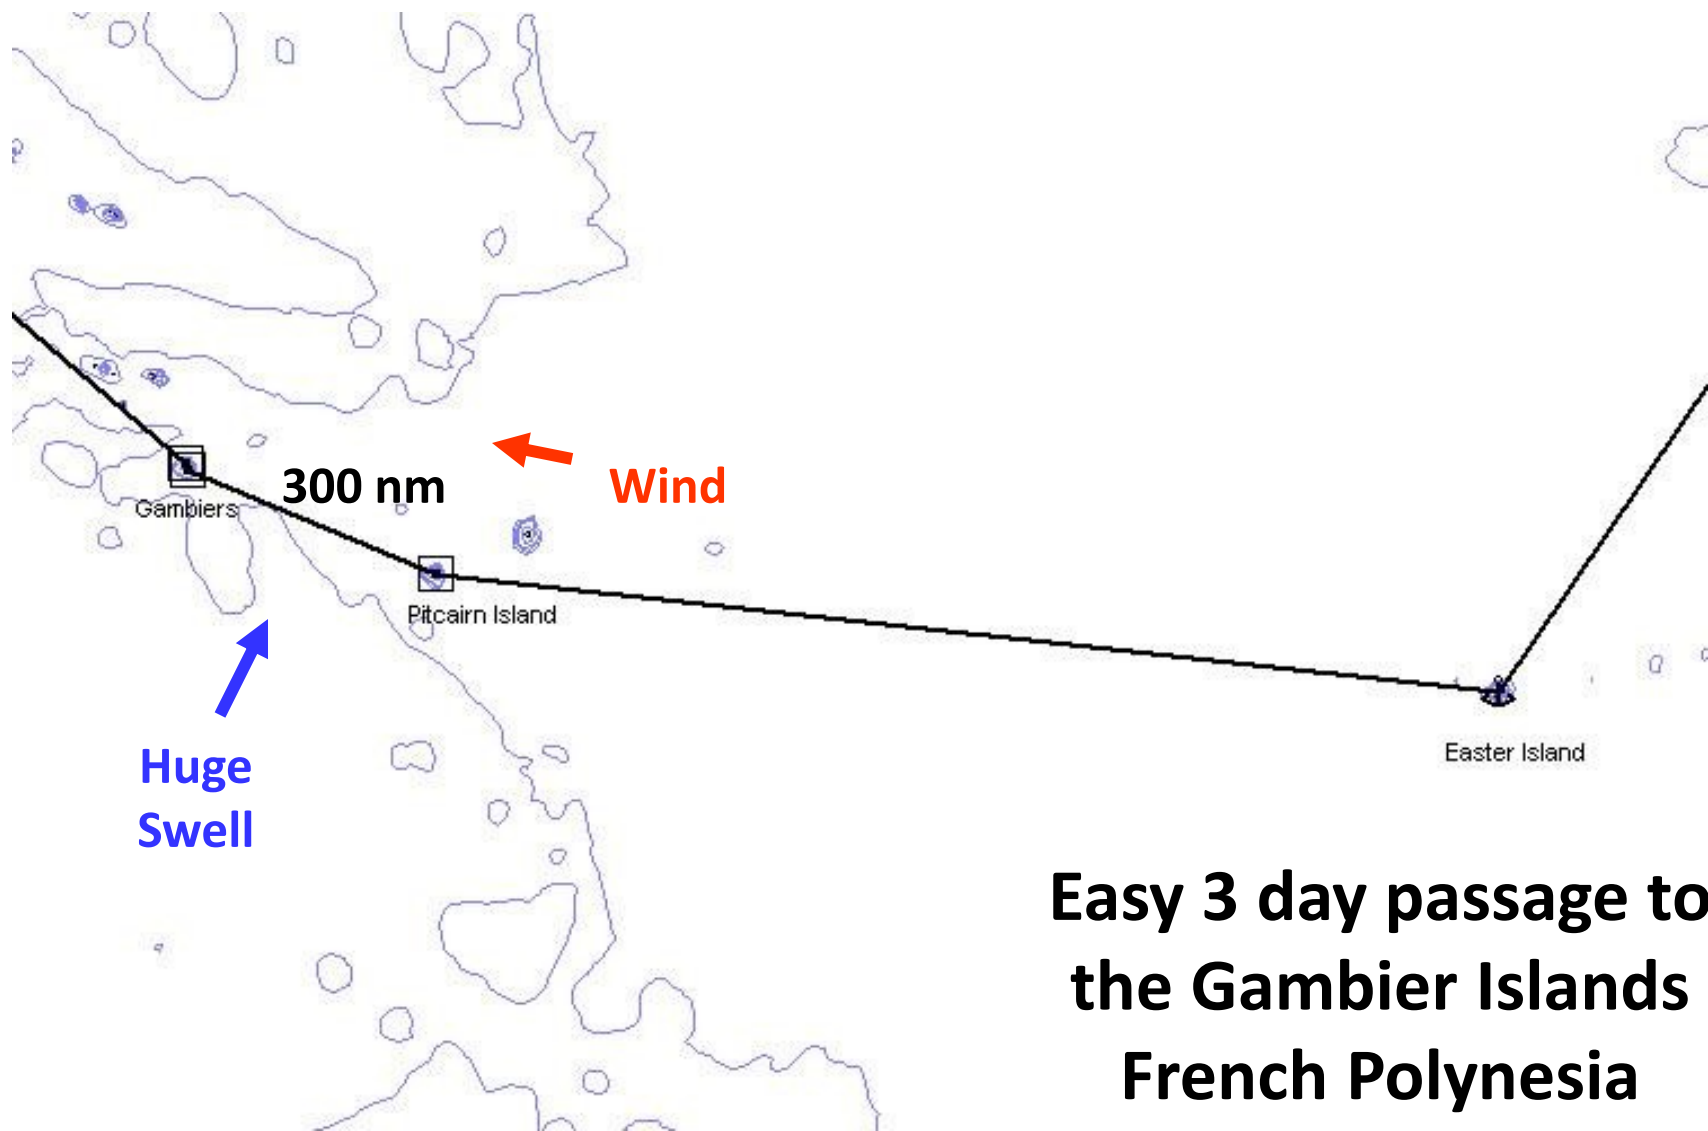 300 nm
Wind
Gambiers
Pitcairn Island
Huge
Swell
Easter Island
Easy 3 day passage to
the Gambier Islands
French Polynesia